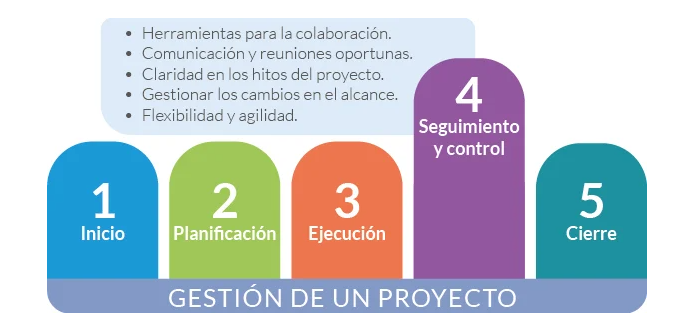 • Herramientas para la colaboración.
• Comunicación y reuniones oportunas.
• Claridad en los hitos del proyecto.
• Gestionar los cambios en el alcance.
• Flexibilidad y agilidad.
1
Inicio
2
Planificación
3
Ejecución
4
Seguimiento
y control
5
Cierre
GESTIÓN DE UN PROYECTO